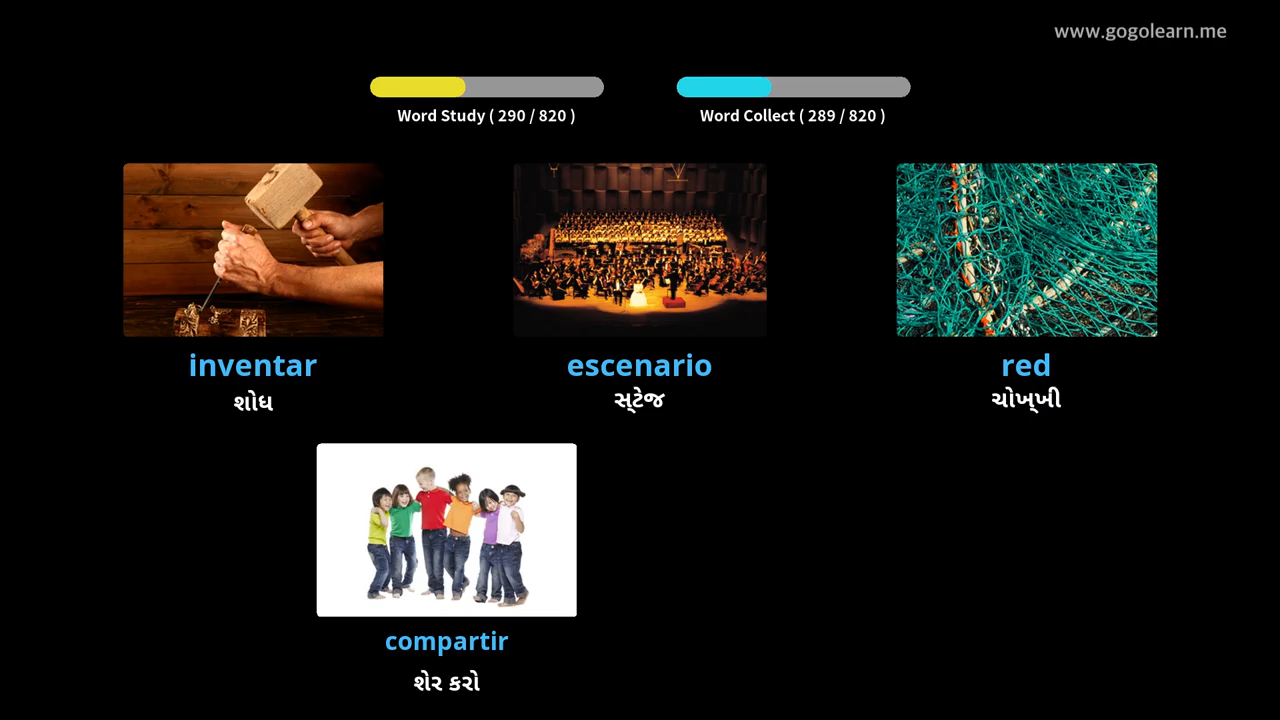 www.gogolearn.me
Word Study ( 290 / 820 )
Word Collect ( 289 / 820 )
inventar
શોધ
escenario
સ્ટેજ
red
ચોખ્ખી
compartir
શેર કરો